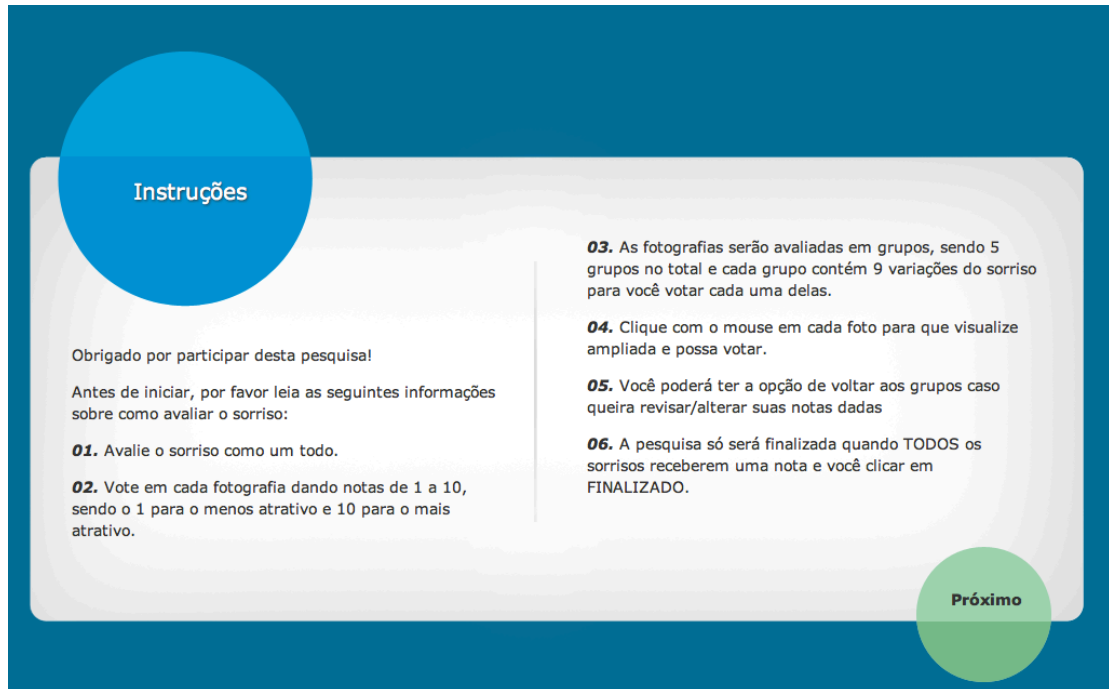 Instruções
Obrigado por participar desta pesquisa!
Antes de iniciar, por favor leia as seguintes informações
sobre como avaliar o sorriso:
01. Avalie o sorriso como um todo.
02. Vote em cada fotografia dando notas de 1 a 10,
sendo o 1 para o menos atrativo e 10 para o mais
atrativo.
03. As fotografias serão avaliadas em grupos, sendo 5
grupos no total e cada grupo contém 9 variações do sorriso
para você votar cada uma delas.
04. Clique com o mouse em cada foto para que visualize
ampliada e possa votar.
05. Você poderá ter a opção de voltar aos grupos caso
queira revisar/alterar suas notas dadas
06. A pesquisa só será finalizada quando TODOS os
sorrisos receberem uma nota e você clicar em
FINALIZADO.
Próximo